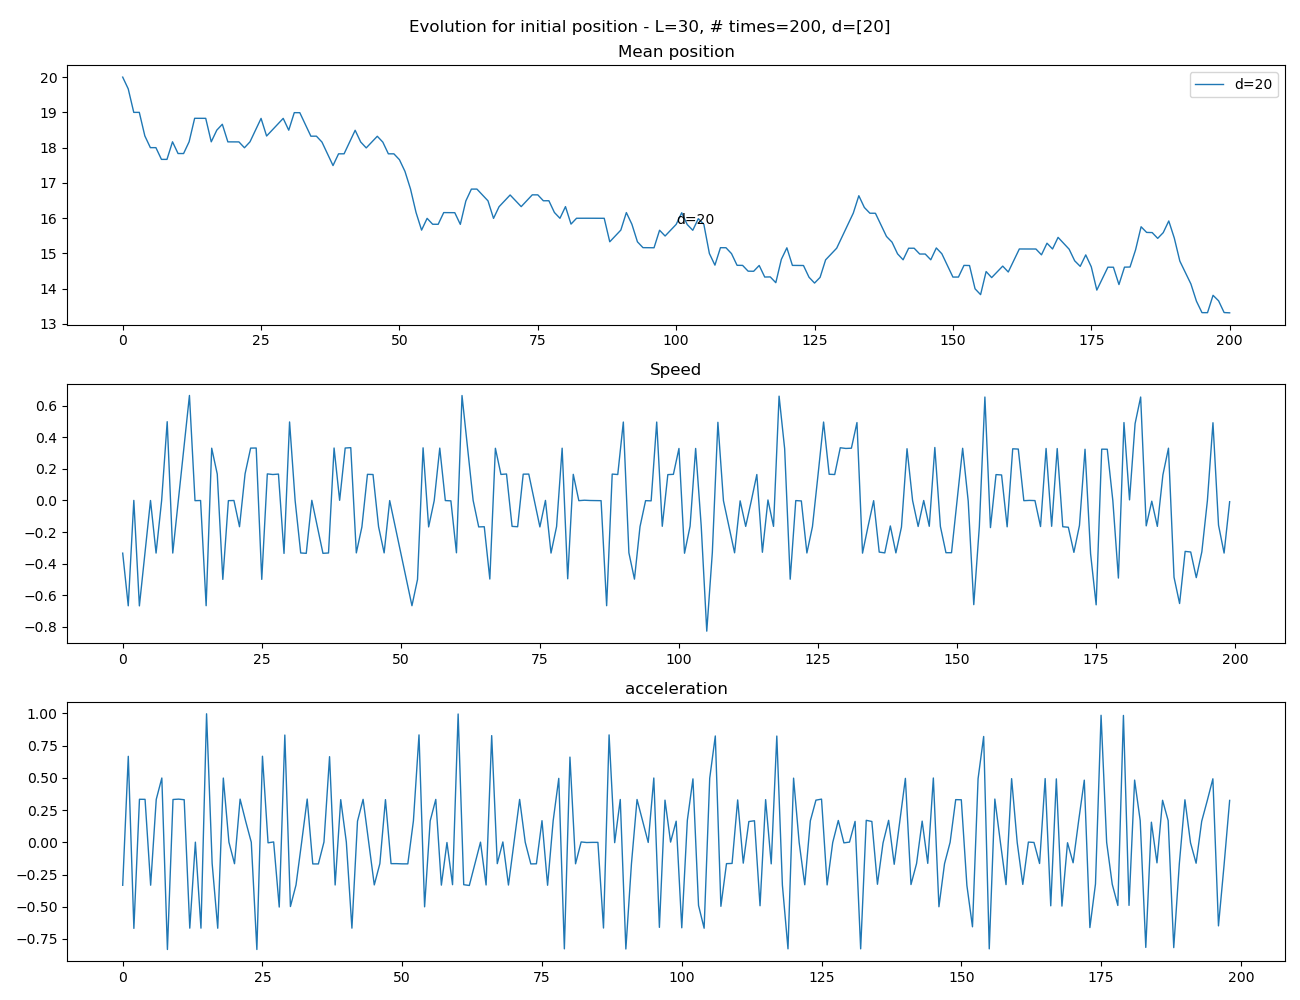 Evolution for initial position - L=30, # times=200, d=[20]
Mean position
20
19
18
17
16
15
14
13
d=20
d=20
0 25 50 75 100 125 150 175 200
Speed
0.6
0.4
0.2
0.0
−0.2
−0.4
−0.6
−0.8
0 25 50 75 100 125 150 175 200
acceleration
1.00
0.75
0.50
0.25
0.00
−0.25
−0.50
−0.75
0 25 50 75 100 125 150 175 200